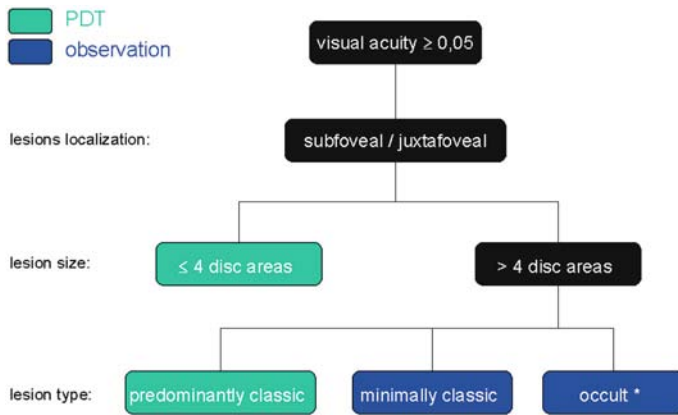 PDT
observation
visual acuity ≥ 0,05
lesions localization:
subfoveal / juxtafoveal
lesion size:
≤ 4 disc areas
> 4 disc areas
lesion type:
predominantly classic
minimally classic
occult *